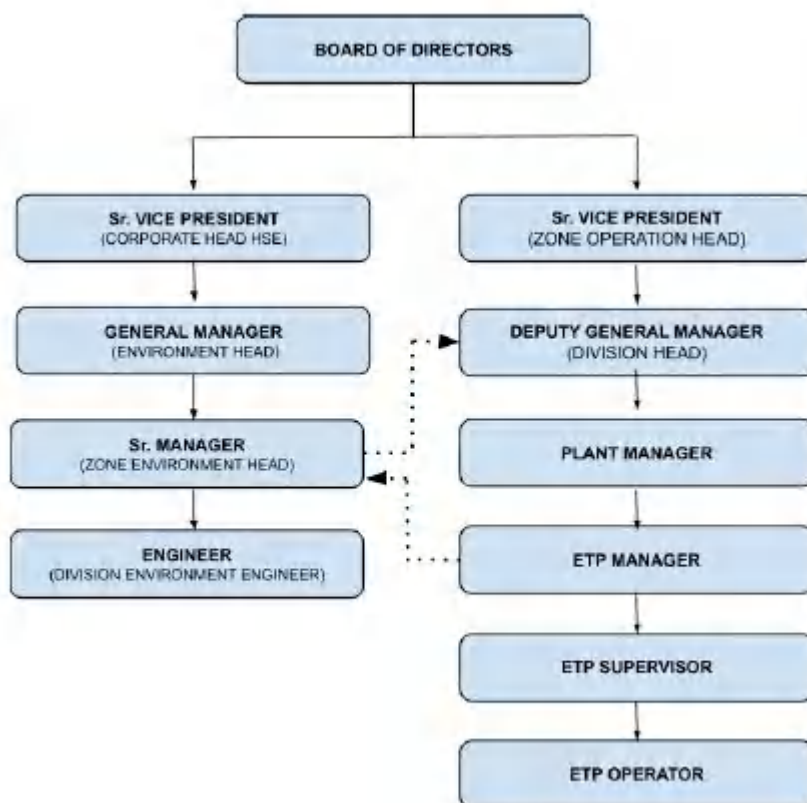 BOARD OF DIRECTORS
Sr. VICE PRESIDENT
(CORPORATE HEAD HSE)
Sr. VICE PRESIDENT
(ZONE OPERATION HEAD)
GENERAL MANAGER
(ENVIRONMENT HEAD)
DEPUTY GENERAL MANAGER
(DIVISION HEAD)
Sr. MANAGER
(ZONE ENVIRONMENT HEAD)
PLANT MANAGER
ENGINEER
(DIVISION ENVIRONMENT ENGINEER)
ETP MANAGER
ETP SUPERVISOR
ETP OPERATOR